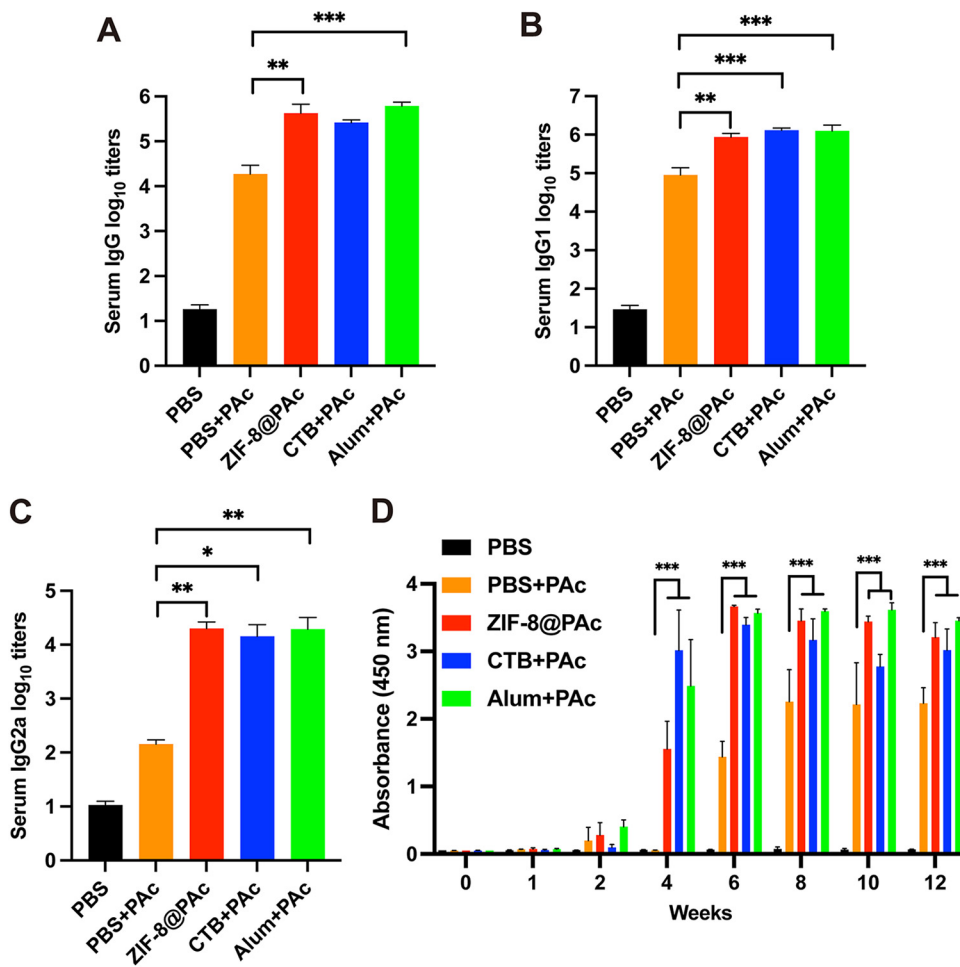 A
***
**
Serum IgG log10 titers
6
5
4
3
2
1
0
PBS
PBS+PAc
ZIF-8@PAc
CTB+PAc
Alum+PAc
B
***
***
**
Serum IgG1 log10 titers
7
6
5
4
3
2
1
0
PBS
PBS+PAc
ZIF-8@PAc
CTB+PAc
Alum+PAc
C
**
*
**
Serum IgG2a log10 titers
5
4
3
2
1
0
PBS
PBS+PAc
ZIF-8@PAc
CTB+PAc
Alum+PAc
D
PBS
PBS+PAc
ZIF-8@PAc
CTB+PAc
Alum+PAc
*** *** *** *** ***
Absorbance (450 nm)
4
3
2
1
0
0 1 2 4 6 8 10 12
Weeks